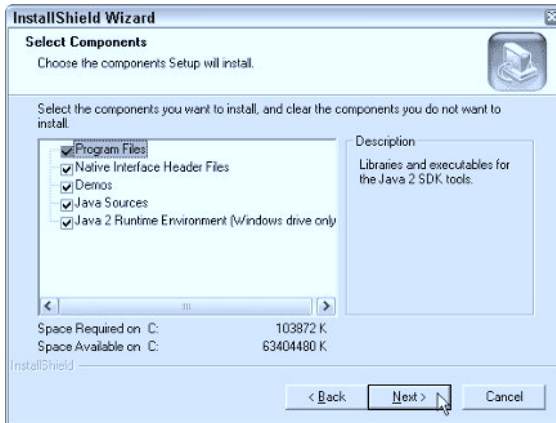 InstallShield Wizard
Select Components
Choose the components Setup will install.
Select the components you want to install, and clear the components you do not want to
install.
Program Files
Native Interface Header Files
Demos
Java Sources
Java 2 Runtime Environment (Windows drive only
Description
Libraries and executables for
the Java 2 SDK tools.
Space Required on C: 103872 K
Space Available on C: 63404480 K
InstallShield
< Back Next > Cancel